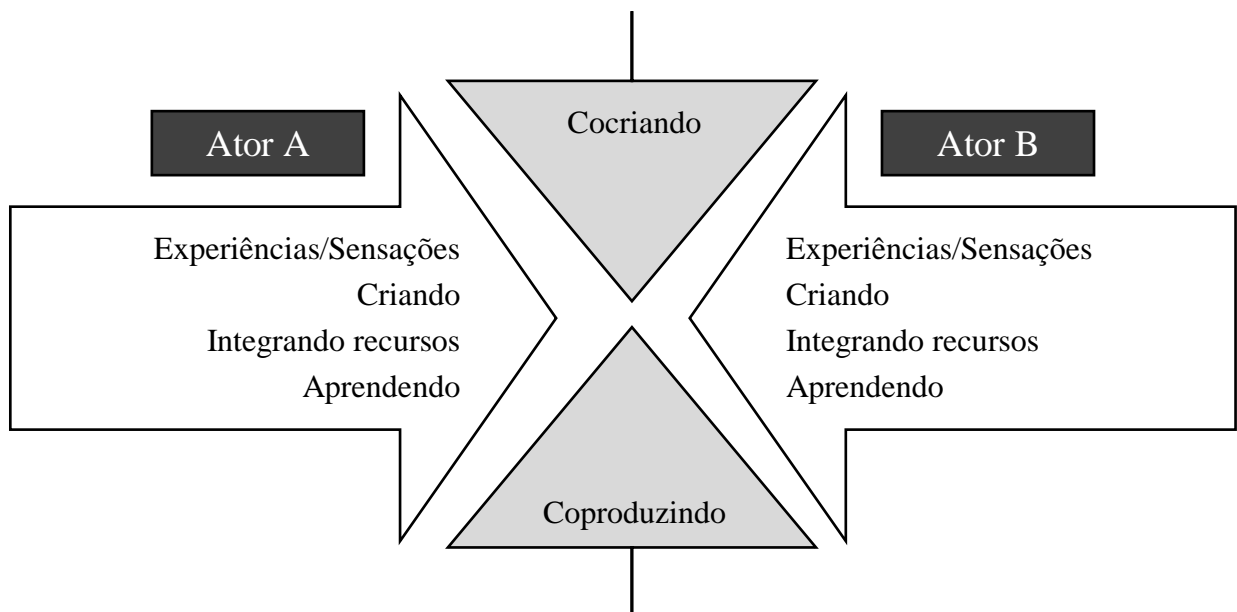 Cocriando
Ator A
Ator B
Experiências/Sensações
Criando
Integrando recursos
Aprendendo
Experiências/Sensações
Criando
Integrando recursos
Aprendendo
Coproduzindo